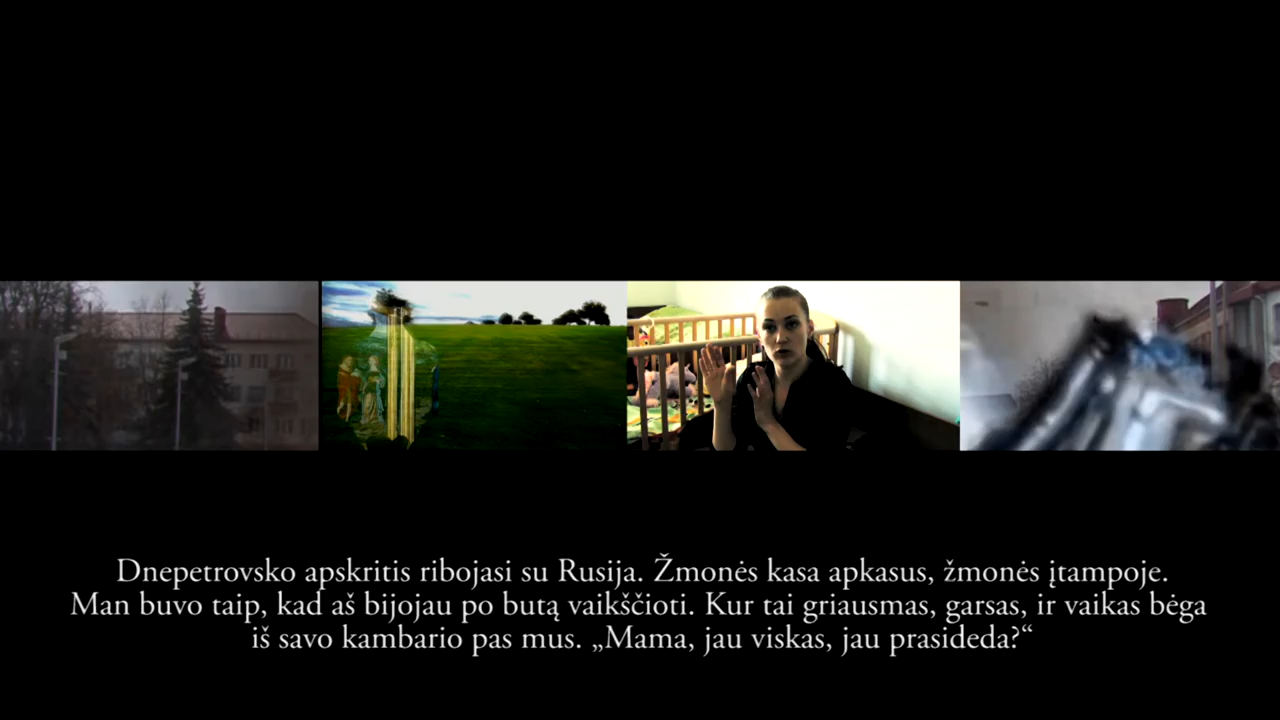 Dnepetrovsko apskritis ribojasi su Rusija. Žmonės kasa apkasus, žmonės įtampoje.
Man buvo taip, kad aš bijojau po butą vaikščioti. Kur tai griausmas, garsas, ir vaikas bėga
iš savo kambario pas mus. „Mama, jau viskas, jau prasideda?“